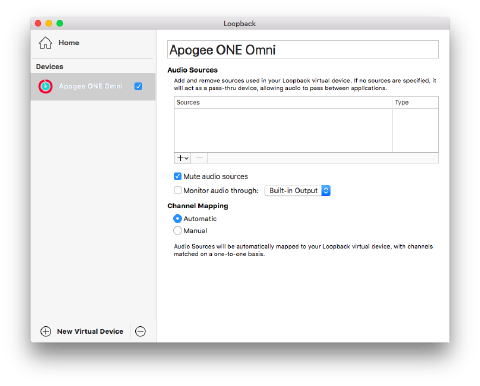 Loopback
Home
Devices
Apogee ONE Omni
New Virtual Device
Apogee ONE Omni
Audio Sources
Add and remove sources used in your Loopback virtual device. If no sources are specified, it
will act as a pass-thru device, allowing audio to pass between applications.
Sources Type
Mute audio sources
Monitor audio through: Built-in Output
Channel Mapping
Automatic
Manual
Audio Sources will be automatically mapped to your Loopback virtual device, with channels
matched on a one-to-one basis.